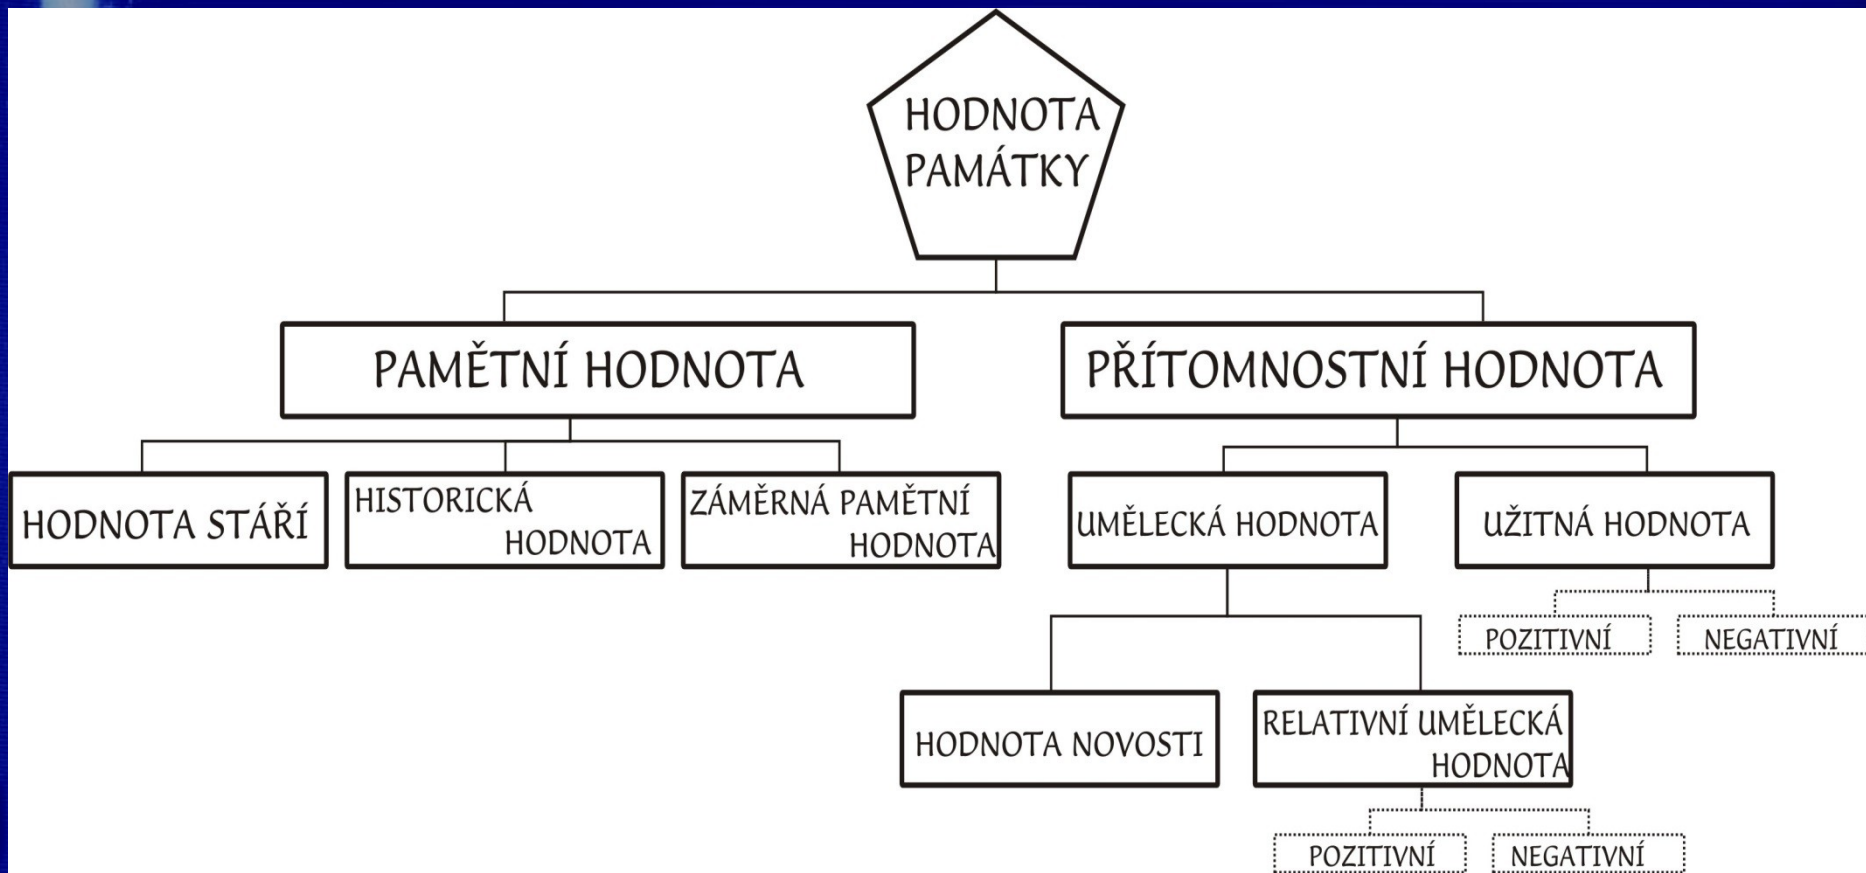 HODNOTA
PAMÁTKY
PAMĚTNÍ HODNOTA
PŘÍTOMNOSTNÍ HODNOTA
HODNOTA STÁŘÍ
HISTORICKÁ
HODNOTA
ZÁMĚRNÁ PAMĚTNÍ
HODNOTA
UMĚLECKÁ HODNOTA
UŽITNÁ HODNOTA
POZITIVNÍ
NEGATIVNÍ
HODNOTA NOVOSTI
RELATIVNÍ UMĚLECKÁ
HODNOTA
POZITIVNÍ
NEGATIVNÍ